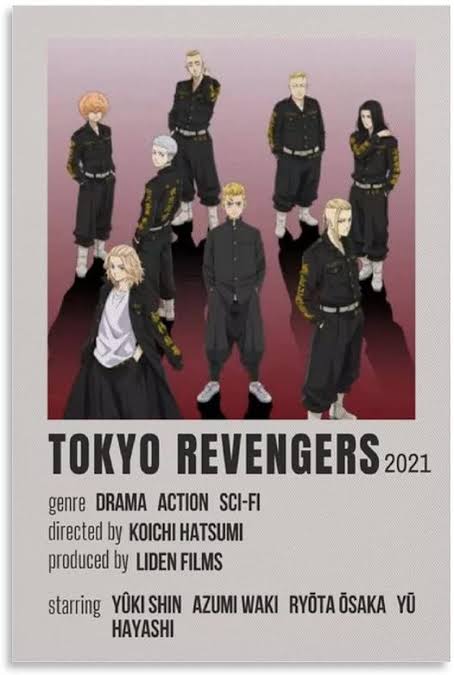 TOKYO REVENGERS 2021
genre DRAMA ACTION SCI-FI
directed by KOICHI HATSUMI
produced by LIDEN FILMS
starring YÛKI SHIN AZUMI WAKI RYŌTA ŌSAKA YŪ
HAYASHI